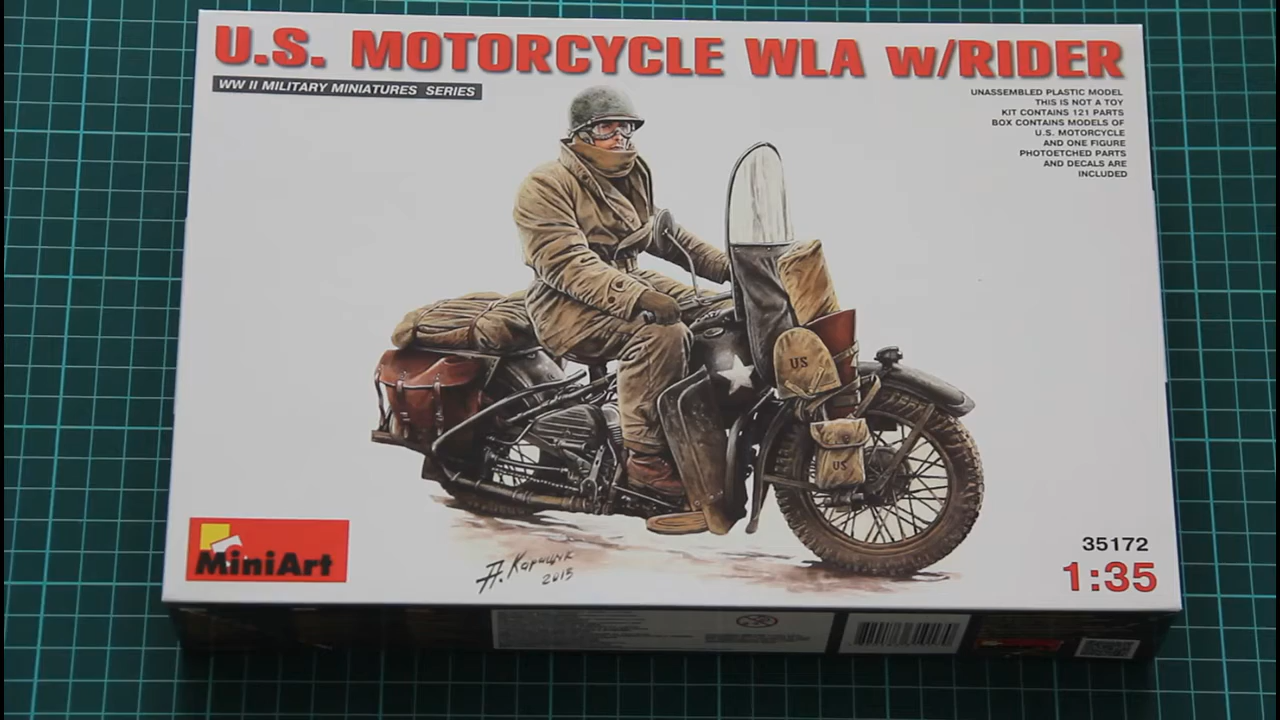 U.S. MOTORCYCLE WLA w/RIDER
WW II MILITARY MINIATURES SERIES
UNASSEMBLED PLASTIC MODEL
THIS IS NOT A TOY
KIT CONTAINS 121 PARTS
BOX CONTAINS MODELS OF
U.S. MOTORCYCLE
AND ONE FIGURE
PHOTOETCHED PARTS
AND DECALS ARE
INCLUDED
US
US
MiniArt
2015
35172
1:35